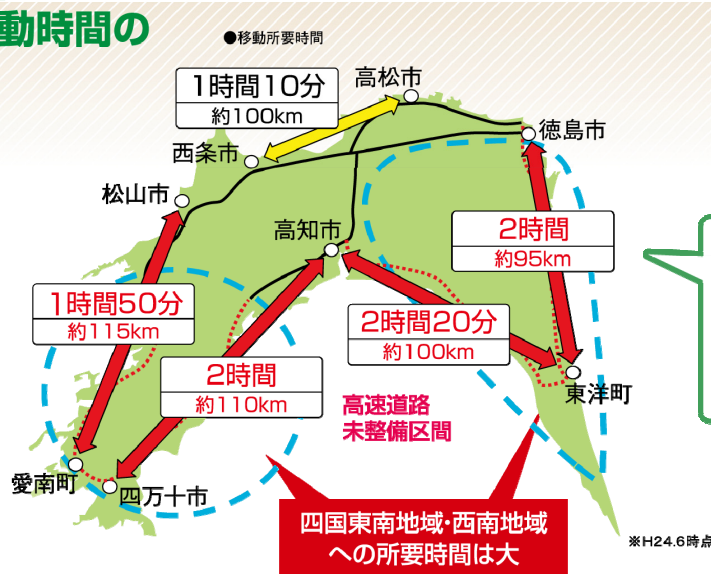 動時間の
●移動所要時間
1時間10分
約100km
高松市
徳島市
西条市
松山市
高知市
2時間
約95km
1時間50分
約115km
2時間20分
約100km
2時間
約110km
高速道路
未整備区間
東洋町
愛南町
四万十市
四国東南地域・西南地域
への所要時間は大
※H24.6時点